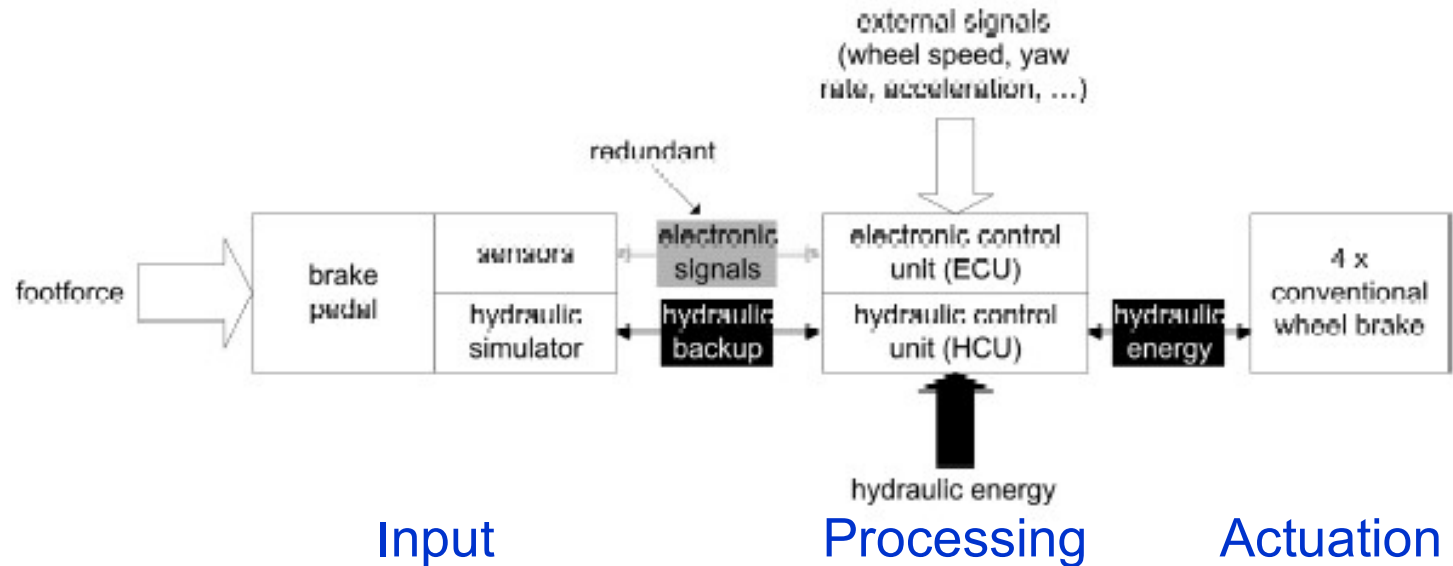 external signals
(wheel speed, yaw
rate, acceleration, ...)
redundant
footforce
brake
pedal
sensors
hydraulic
simulator
electronic
signals
hydraulic
backup
electronic control
unit (ECU)
hydraulic control
unit (HCU)
hydraulic
energy
4 x
conventional
wheel brake
hydraulic energy
Input
Processing
Actuation